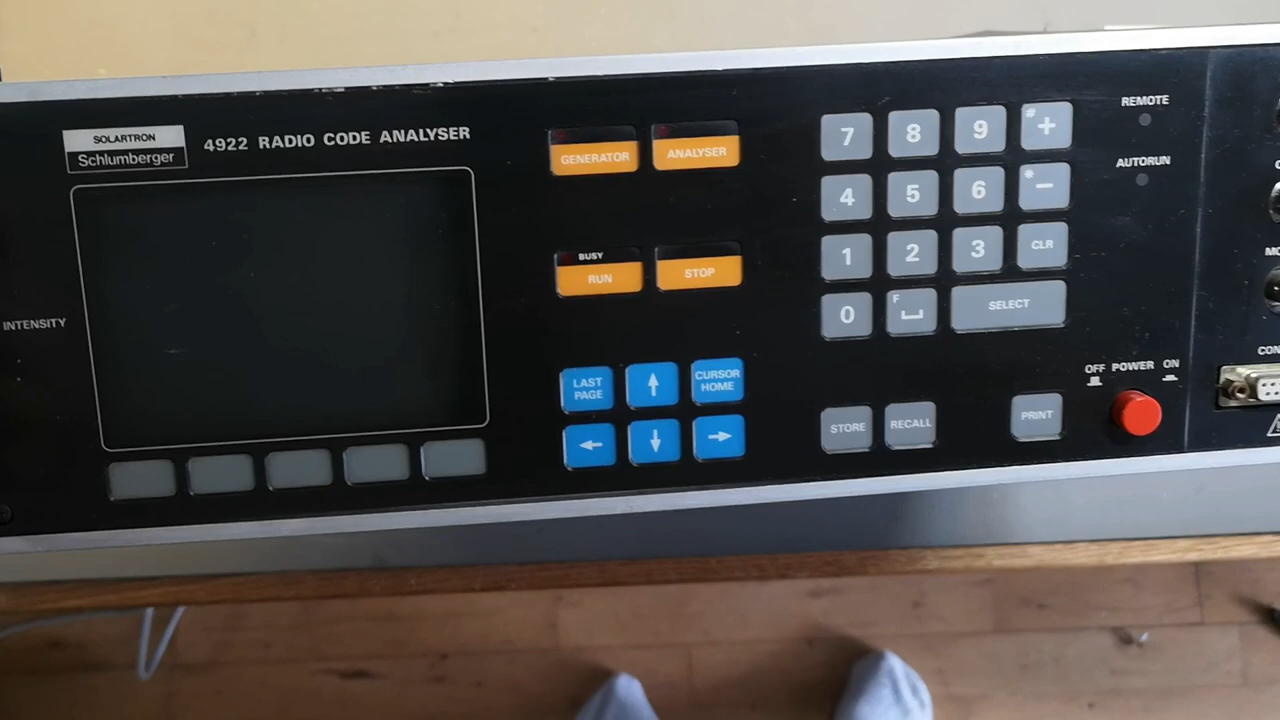 SOLARTRON
Schlumberger
4922 RADIO CODE ANALYSER
INTENSITY
GENERATOR
ANALYSER
BUSY
RUN
STOP
LAST
PAGE
CURSOR
HOME
7 8 9 # +
4 5 6 * −
1 2 3 CLR
0 F SELECT
STORE
RECALL
PRINT
REMOTE
AUTORUN
OFF POWER ON